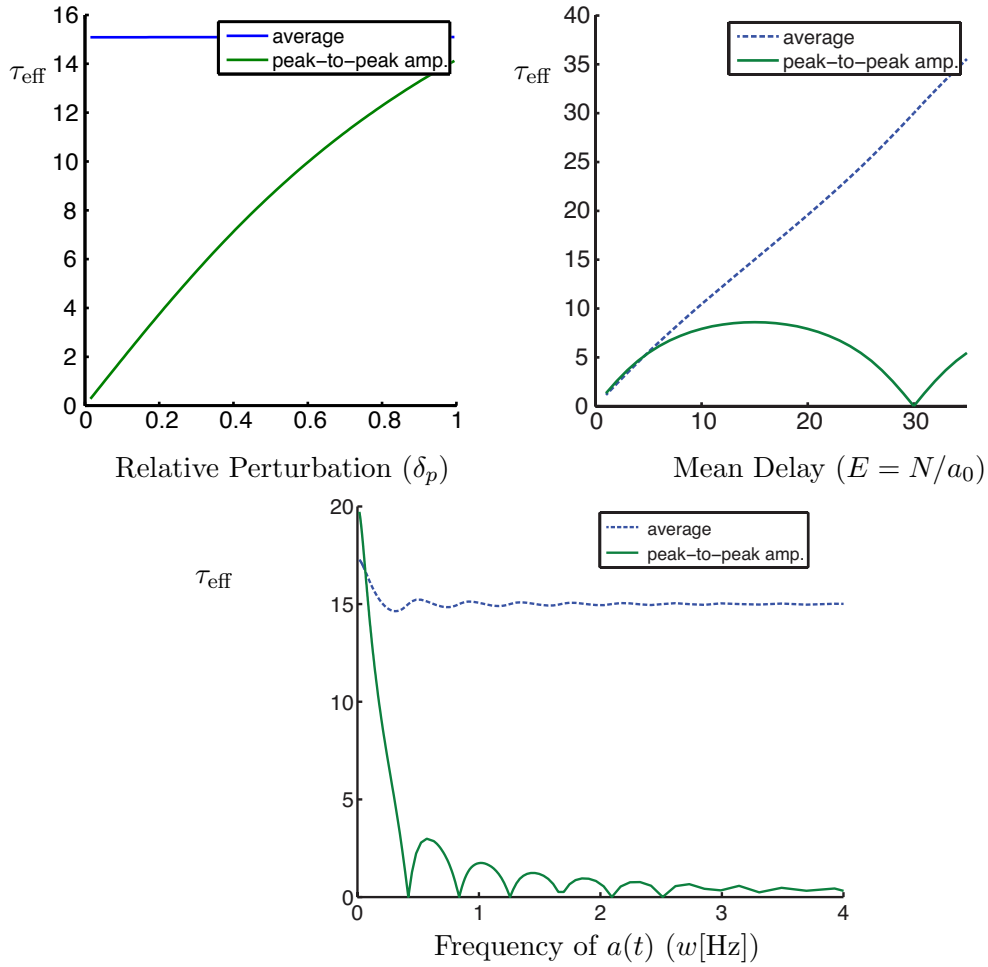 16
14
12
10
8
6
4
2
0
τeff
average
peak−to−peak amp.
0 0.2 0.4 0.6 0.8 1
Relative Perturbation (δp)
40
35
30
25
20
15
10
5
0
τeff
average
peak−to−peak amp.
0 10 20 30
Mean Delay (E = N/a0)
20
15
10
5
0
τeff
average
peak−to−peak amp.
0 1 2 3 4
Frequency of a(t) (w[Hz])